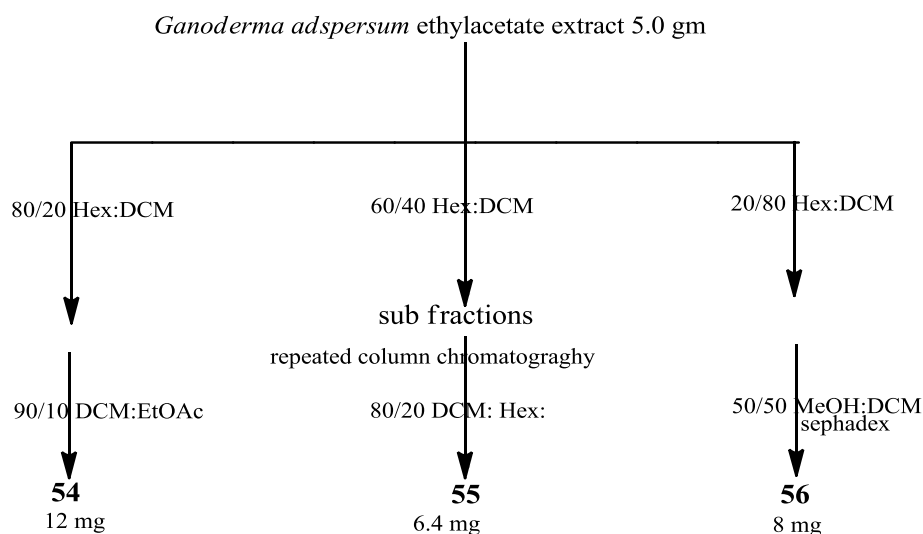 Ganoderma adspersum ethylacetate extract 5.0 gm
80/20 Hex:DCM
60/40 Hex:DCM
20/80 Hex:DCM
sub fractions
repeated column chromatograghy
90/10 DCM:EtOAc
80/20 DCM: Hex:
50/50 MeOH:DCM
sephadex
54
55
56
12 mg
6.4 mg
8 mg